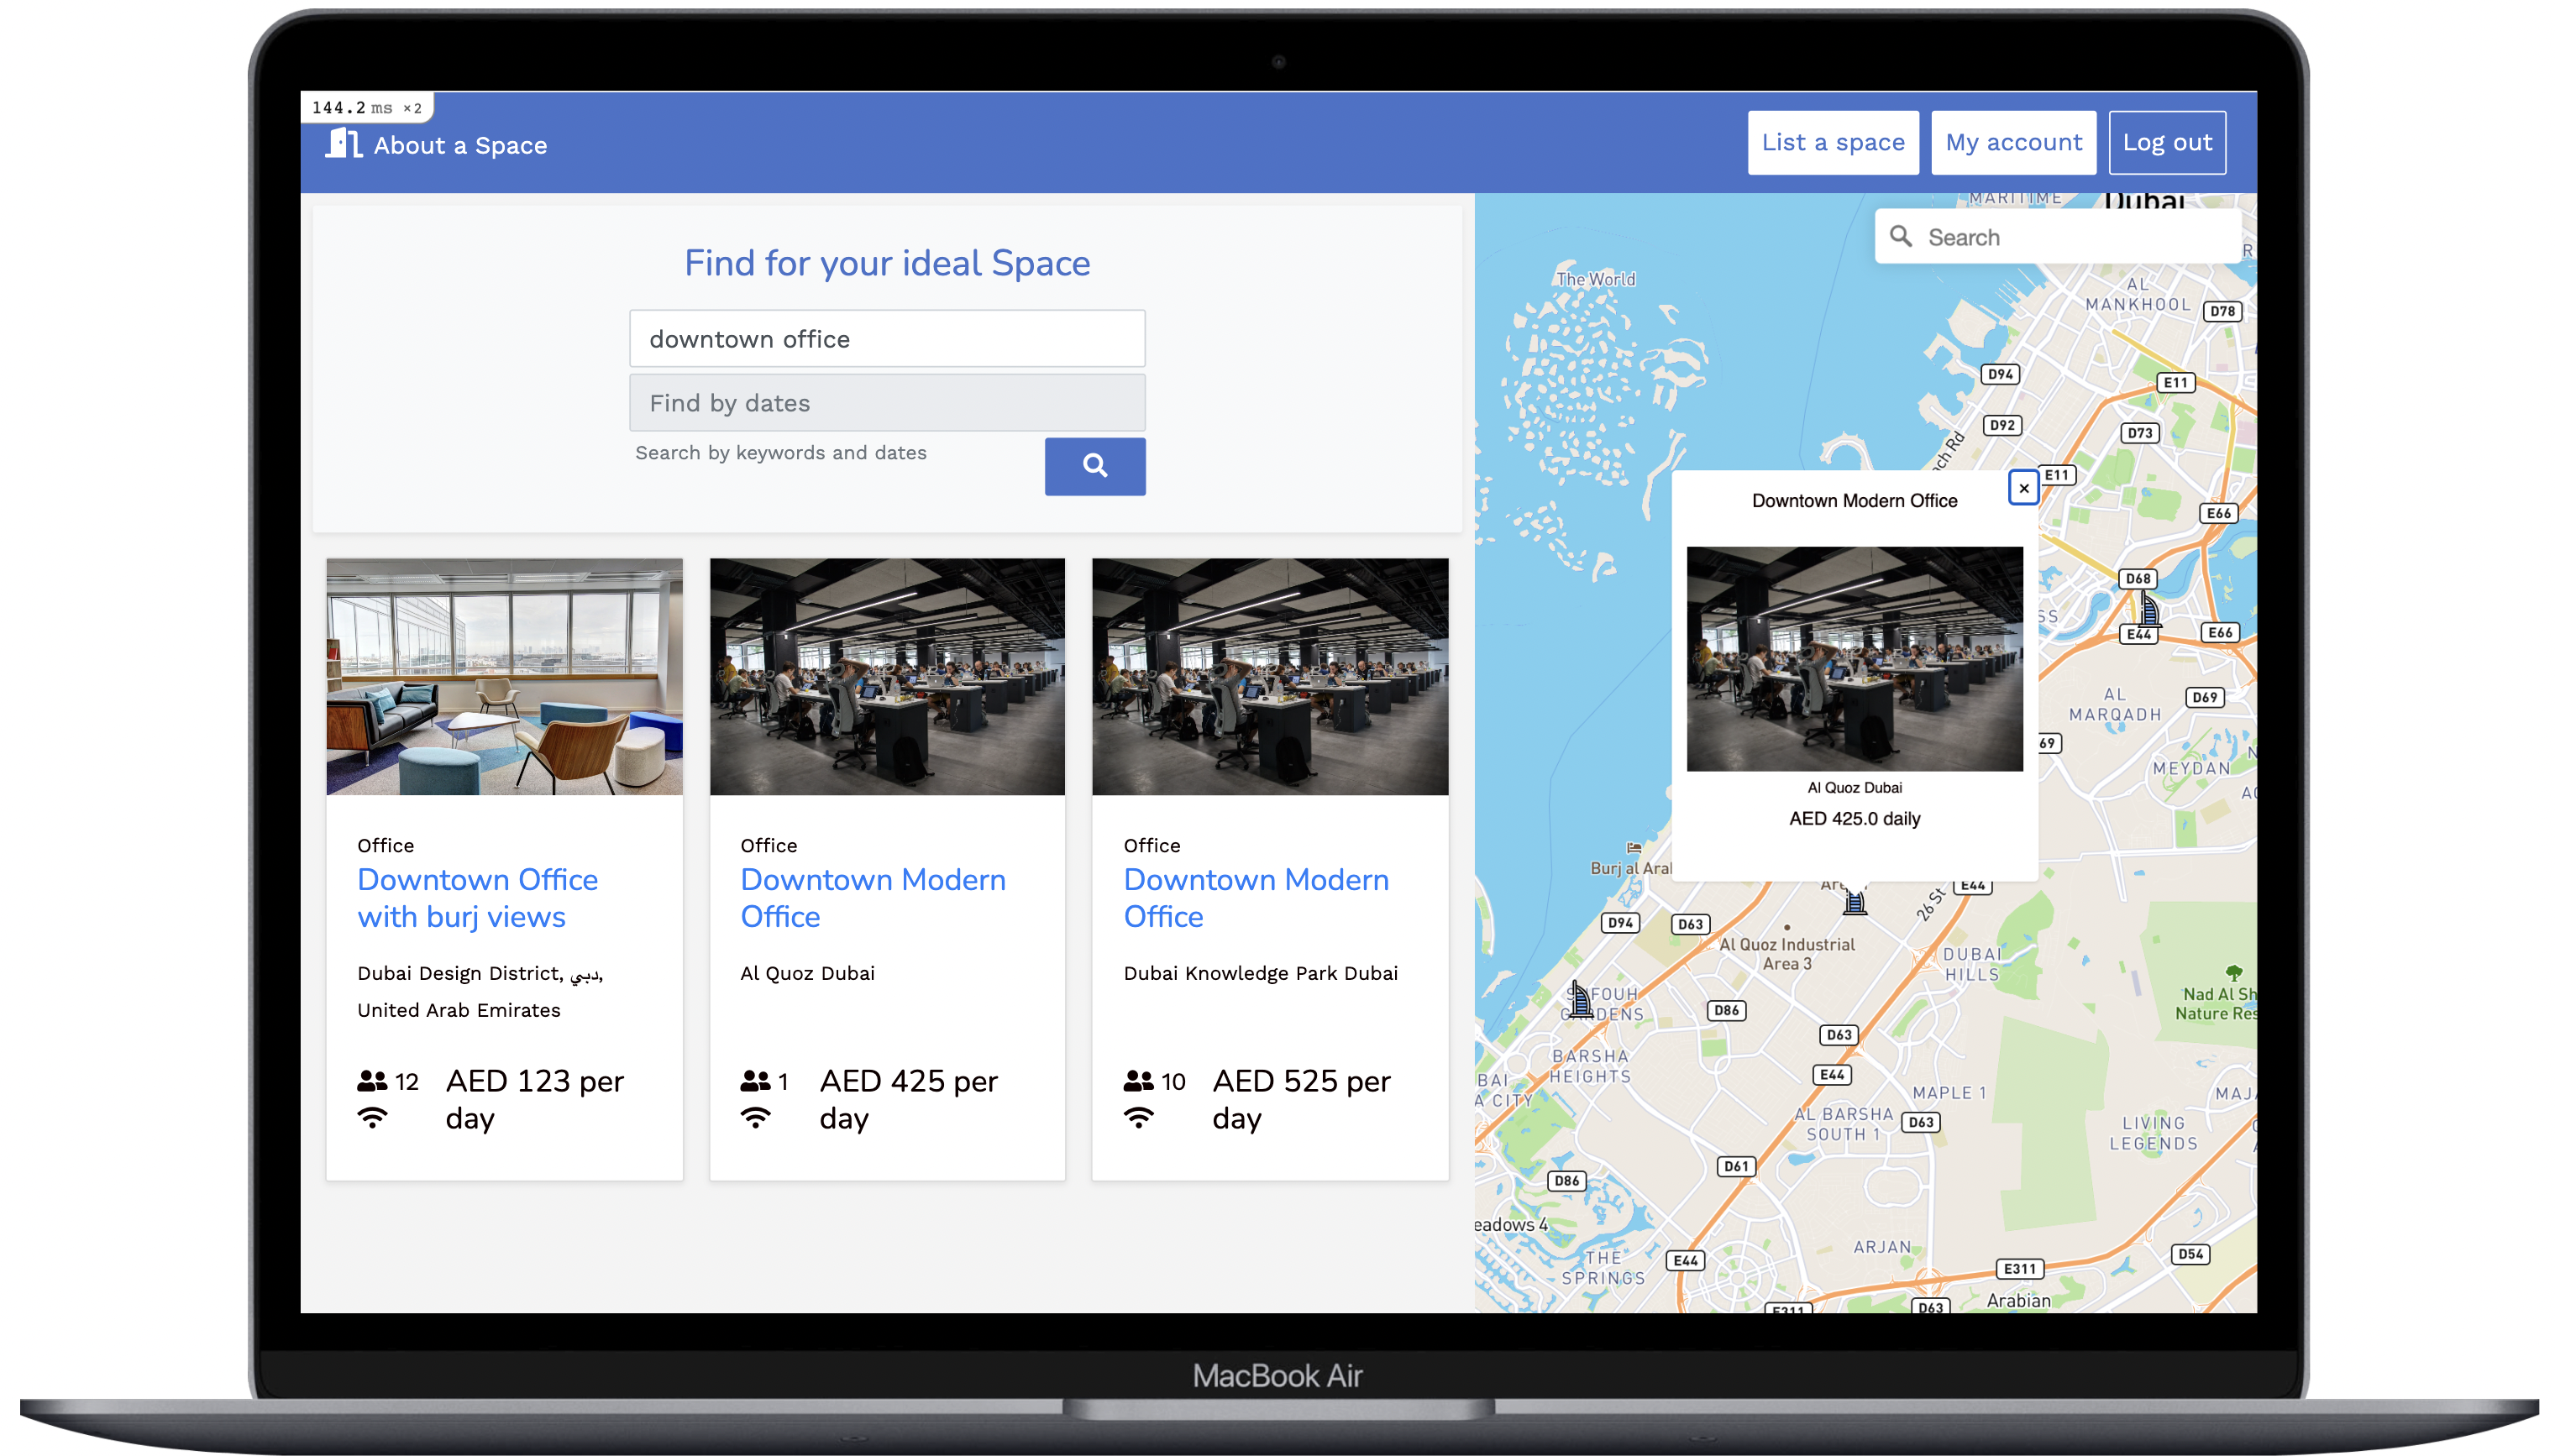 144.2 ms ×2
About a Space
List a space
My account
Log out
Find for your ideal Space
downtown office
Find by dates
Search by keywords and dates
Office
Downtown Office
with burj views
Dubai Design District, دبي,
United Arab Emirates
12
AED 123 per
day
Office
Downtown Modern
Office
Al Quoz Dubai
1
AED 425 per
day
Office
Downtown Modern
Office
Dubai Knowledge Park Dubai
10
AED 525 per
day
MARITIME
Dubai
Search
The World
AL
MANKHOOL
D78
D94
E11
D92
D73
ach Rd
E11
E66
Downtown Modern Office
×
Al Quoz Dubai
AED 425.0 daily
D68
SS
E44
E66
AL
MARQADH
D69
69
MEYDAN
Burj al Arab
E44
26 St
D94
D63
Al Quoz Industrial
Area 3
DUBAI
HILLS
Nad Al Sh
Nature Res
GARDENS
D86
D63
BARSHA
HEIGHTS
E44
BAI
A CITY
MAPLE 1
MAJ
AL BARSHA
SOUTH 1
D63
LIVING
LEGENDS
D61
D86
eadows 4
ARJAN
THE
SPRINGS
E44
D54
E311
Arabian
E311
D63
MacBook Air